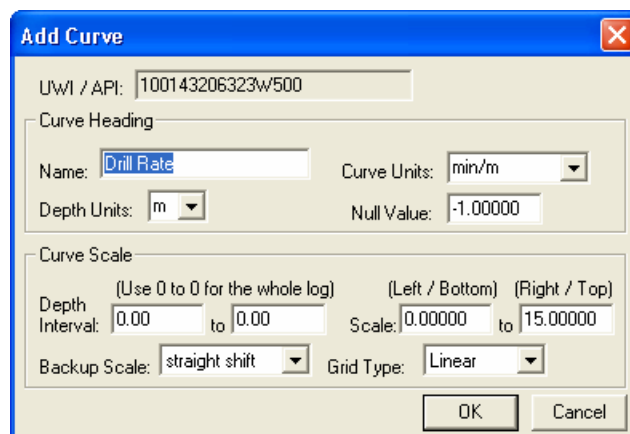 Add Curve
UWI / API: 100143206323W500
Curve Heading
Name: Drill Rate Curve Units: min/m
Depth Units: m Null Value: -1.00000
Curve Scale
(Use 0 to 0 for the whole log) (Left / Bottom) (Right / Top)
Depth Interval: 0.00 to 0.00 Scale: 0.00000 to 15.00000
Backup Scale: straight shift Grid Type: Linear
OK Cancel